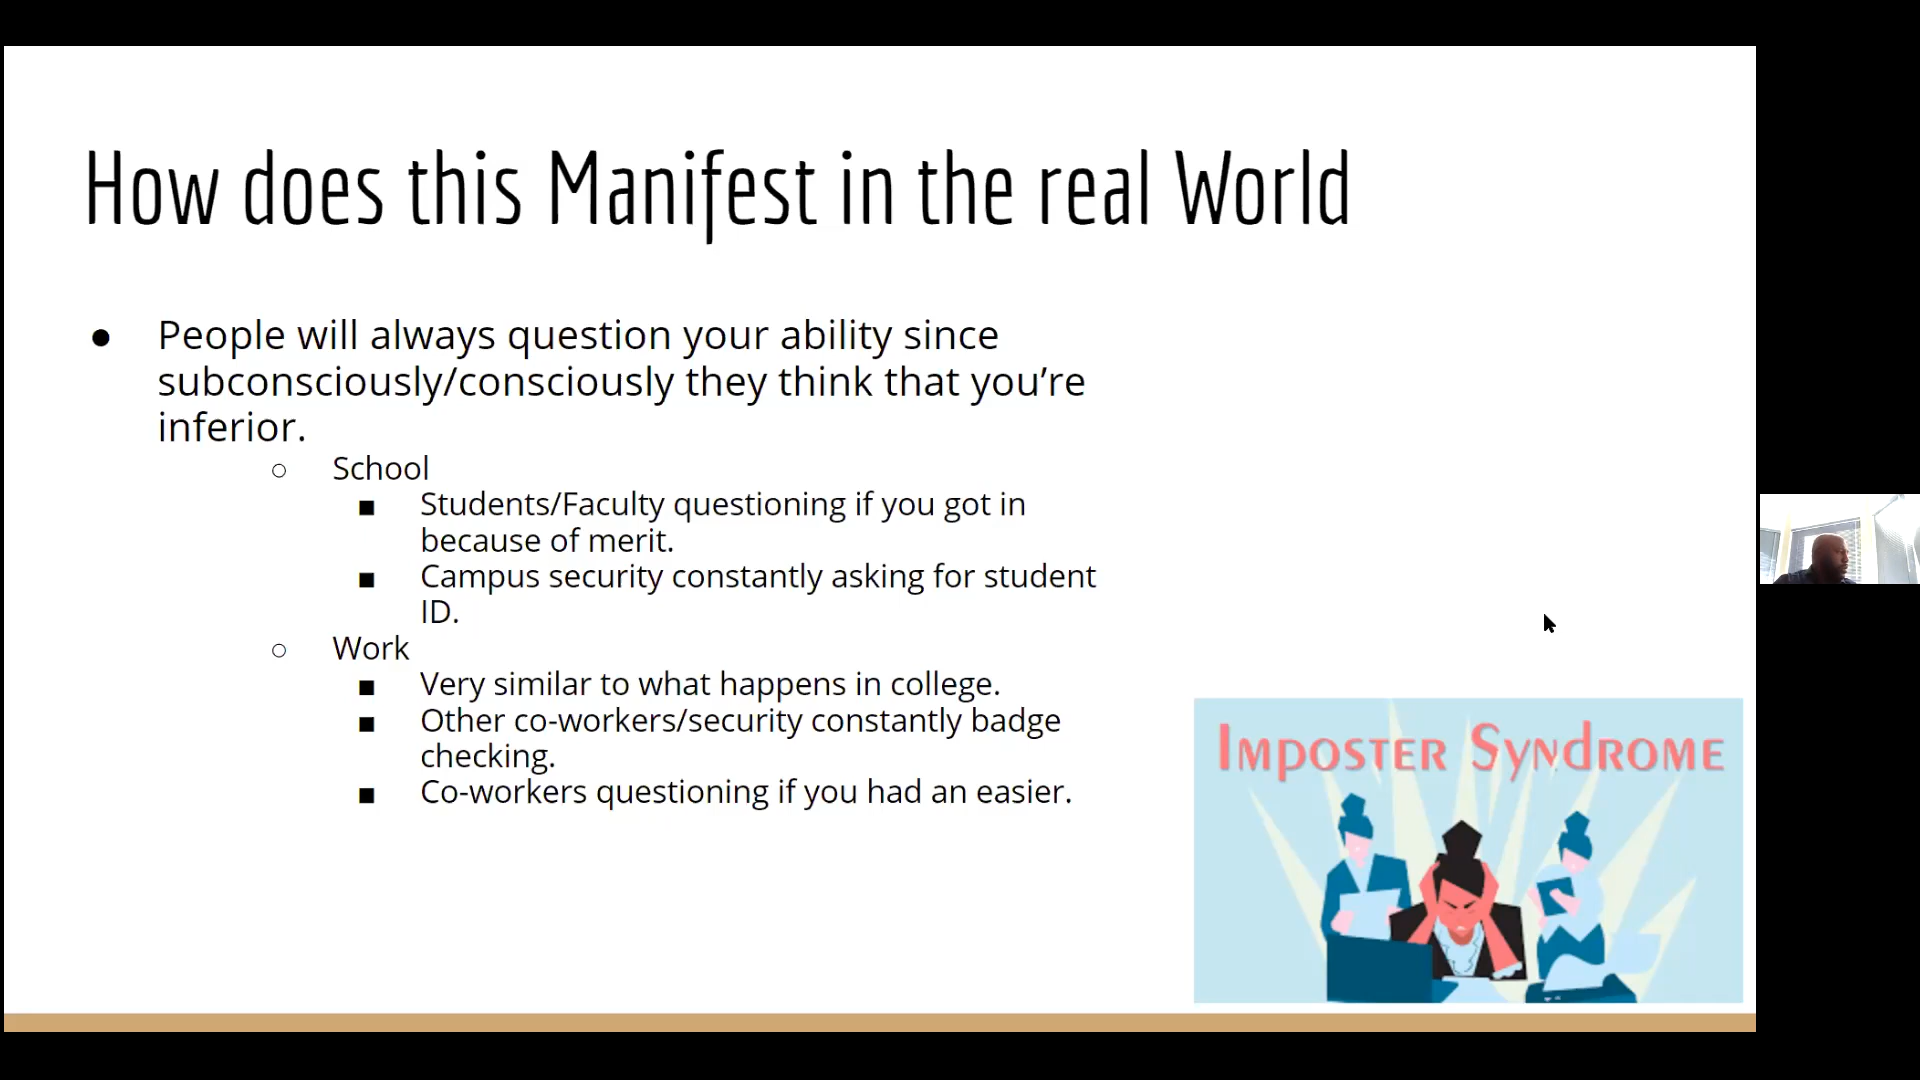 How does this Manifest in the real World
● People will always question your ability since
subconsciously/consciously they think that you’re
inferior.
○ School
■ Students/Faculty questioning if you got in
because of merit.
■ Campus security constantly asking for student
ID.
○ Work
■ Very similar to what happens in college.
■ Other co-workers/security constantly badge
checking.
■ Co-workers questioning if you had an easier.
IMPOSTER SYNDROME